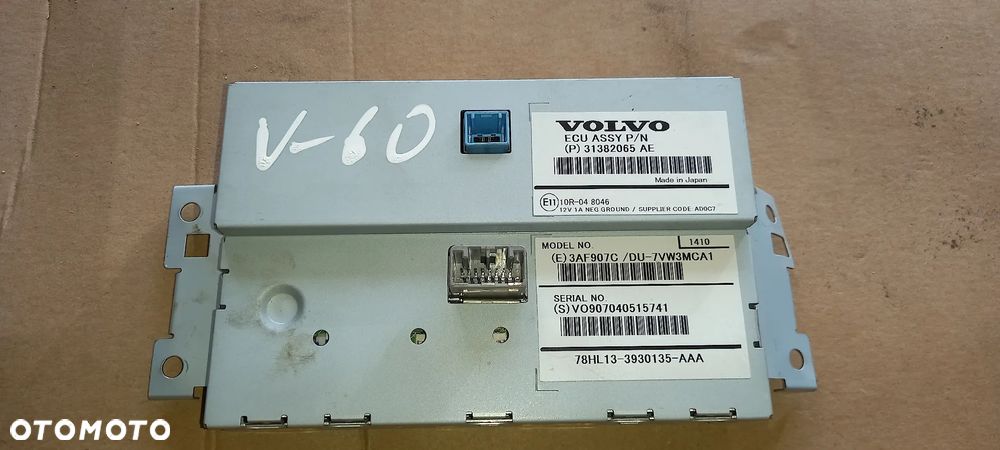 V-60
VOLVO
ECU ASSY P/N
(P) 31382065 AE
Made in Japan
E11 10R-04 8046
12V 1A NEG GROUND / SUPPLIER CODE: AD0C7
MODEL NO. 1410
(E) 3AF907C /DU-7VW3MCA1
SERIAL NO.
(S) VO907040515741
78HL13-3930135-AAA
OTOMOTO